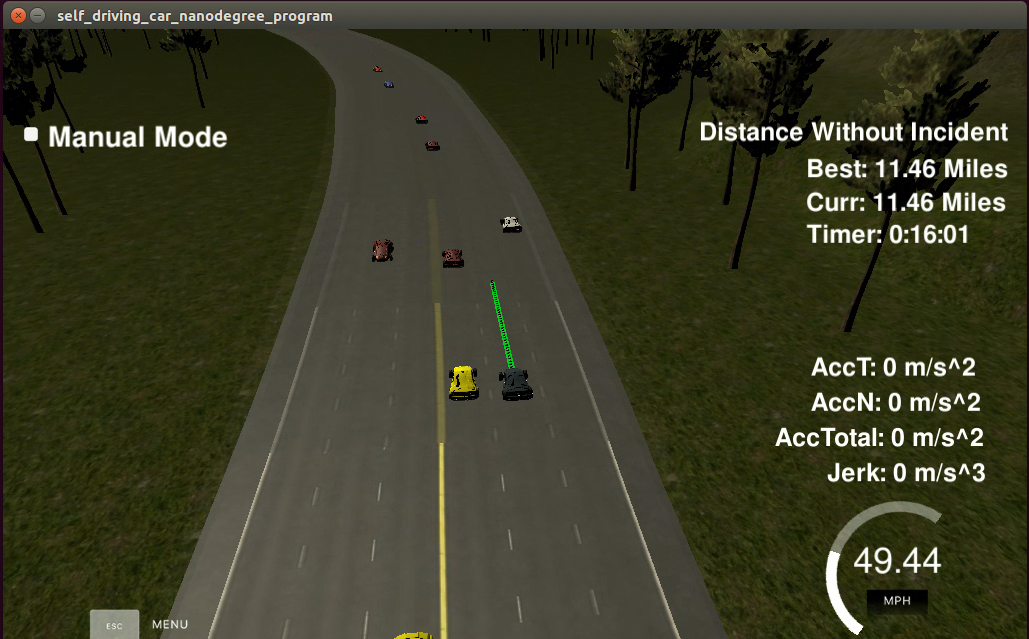 self_driving_car_nanodegree_program
Manual Mode
Distance Without Incident
Best: 11.46 Miles
Curr: 11.46 Miles
Timer: 0:16:01
AccT: 0 m/s^2
AccN: 0 m/s^2
AccTotal: 0 m/s^2
Jerk: 0 m/s^3
49.44
MPH
ESC MENU